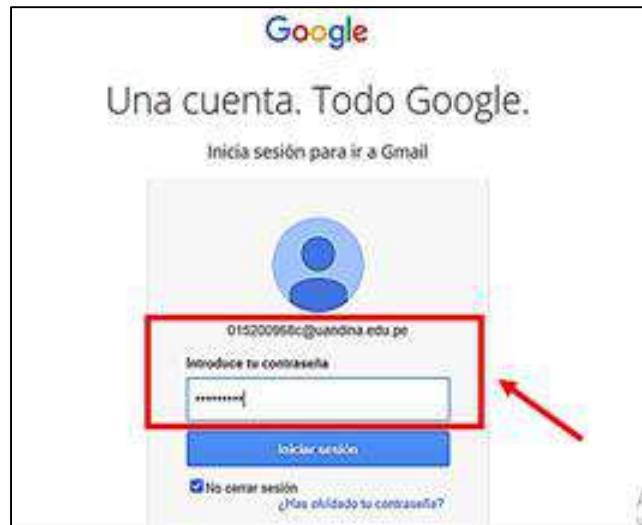 Google
Una cuenta. Todo Google.
Inicia sesión para ir a Gmail
015200968c@uandina.edu.pe
Introduce tu contraseña
•••••••••
Iniciar sesión
No cerrar sesión
¿Has olvidado tu contraseña?